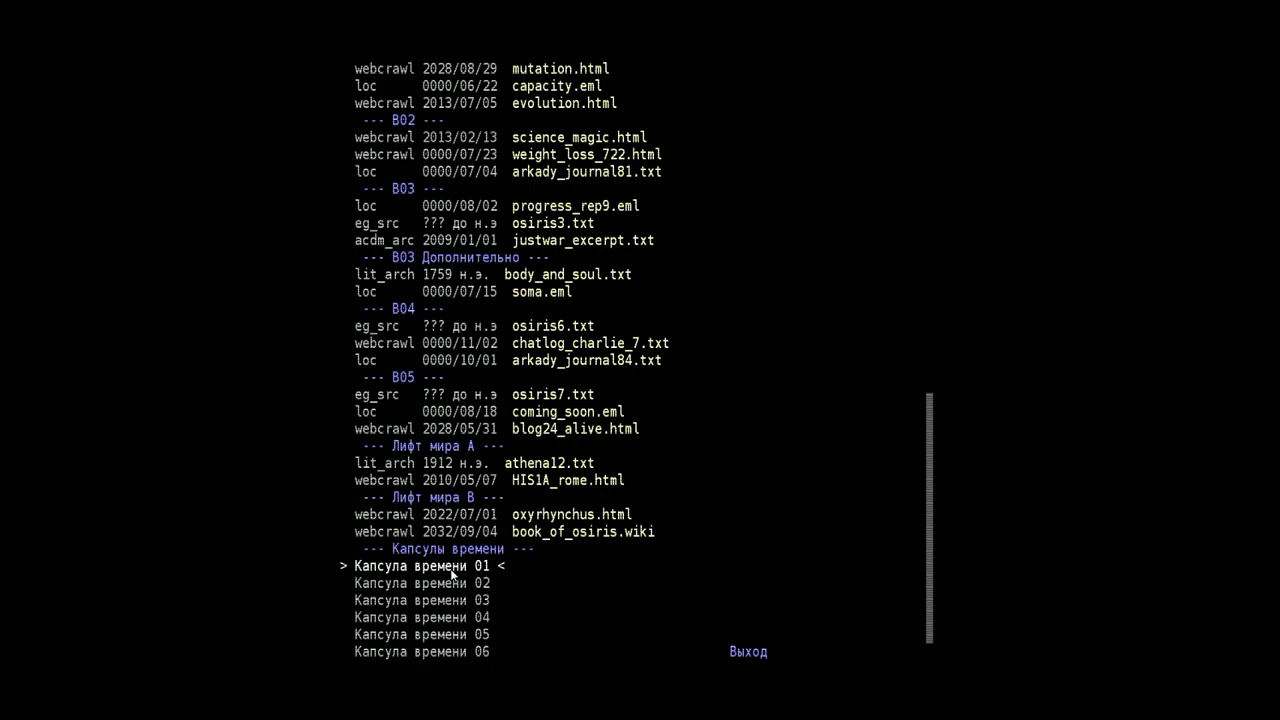 webcrawl 2028/08/29 mutation.html
loc 0000/06/22 capacity.eml
webcrawl 2013/07/05 evolution.html
--- B02 ---
webcrawl 2013/02/13 science_magic.html
webcrawl 0000/07/23 weight_loss_722.html
loc 0000/07/04 arkady_journal81.txt
--- B03 ---
loc 0000/08/02 progress_rep9.eml
eg_src ??? до н.э osiris3.txt
acdm_arc 2009/01/01 justwar_excerpt.txt
--- B03 Дополнительно ---
lit_arch 1759 н.э. body_and_soul.txt
loc 0000/07/15 soma.eml
--- B04 ---
eg_src ??? до н.э osiris6.txt
webcrawl 0000/11/02 chatlog_charlie_7.txt
loc 0000/10/01 arkady_journal84.txt
--- B05 ---
eg_src ??? до н.э osiris7.txt
loc 0000/08/18 coming_soon.eml
webcrawl 2028/05/31 blog24_alive.html
--- Лифт мира A ---
lit_arch 1912 н.э. athena12.txt
webcrawl 2010/05/07 HIS1A_rome.html
--- Лифт мира B ---
webcrawl 2022/07/01 oxyrhynchus.html
webcrawl 2032/09/04 book_of_osiris.wiki
--- Капсулы времени ---
> Капсула времени 01 <
Капсула времени 02
Капсула времени 03
Капсула времени 04
Капсула времени 05
Капсула времени 06
Выход